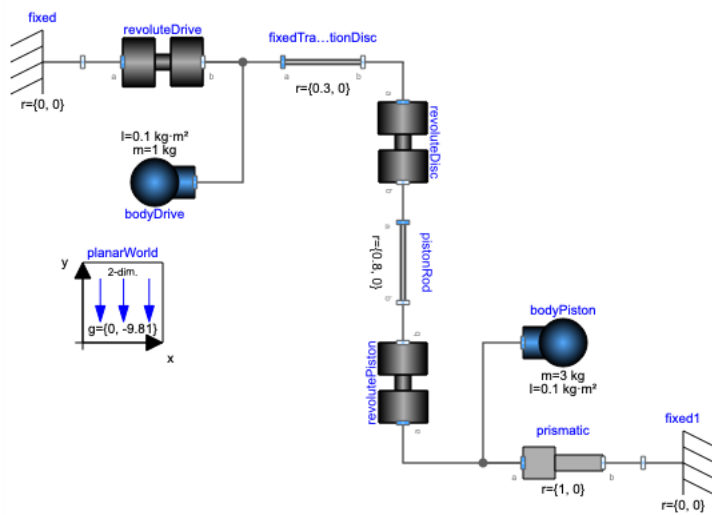 fixed
revoluteDrive
fixedTra…tionDisc
a
b
a
b
r={0, 0}
r={0.3, 0}
a
revoluteDisc
b
I=0.1 kg·m²
m=1 kg
bodyDrive
a
pistonRod
r={0.8, 0}
b
planarWorld
y
2-dim.
g={0, -9.81}
x
b
revolutePiston
a
bodyPiston
m=3 kg
I=0.1 kg·m²
fixed1
prismatic
a
b
r={1, 0}
r={0, 0}